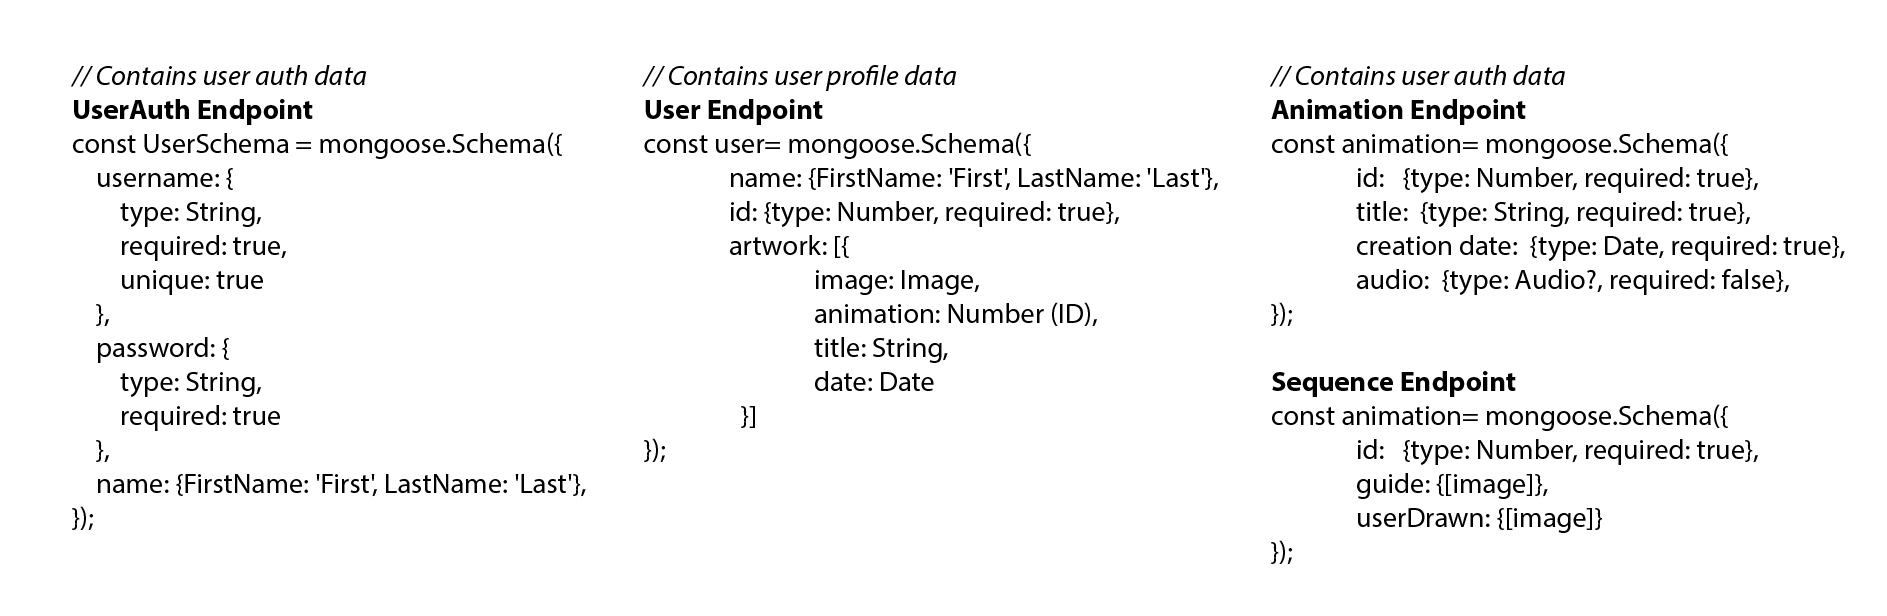 // Contains user auth data
UserAuth Endpoint
const UserSchema = mongoose.Schema({
username: {
type: String,
required: true,
unique: true
},
password: {
type: String,
required: true
},
name: {FirstName: 'First', LastName: 'Last'},
});
// Contains user profile data
User Endpoint
const user= mongoose.Schema({
name: {FirstName: 'First', LastName: 'Last'},
id: {type: Number, required: true},
artwork: [{
image: Image,
animation: Number (ID),
title: String,
date: Date
}]
});
// Contains user auth data
Animation Endpoint
const animation= mongoose.Schema({
id: {type: Number, required: true},
title: {type: String, required: true},
creation date: {type: Date, required: true},
audio: {type: Audio?, required: false},
});
Sequence Endpoint
const animation= mongoose.Schema({
id: {type: Number, required: true},
guide: {[image]},
userDrawn: {[image]}
});